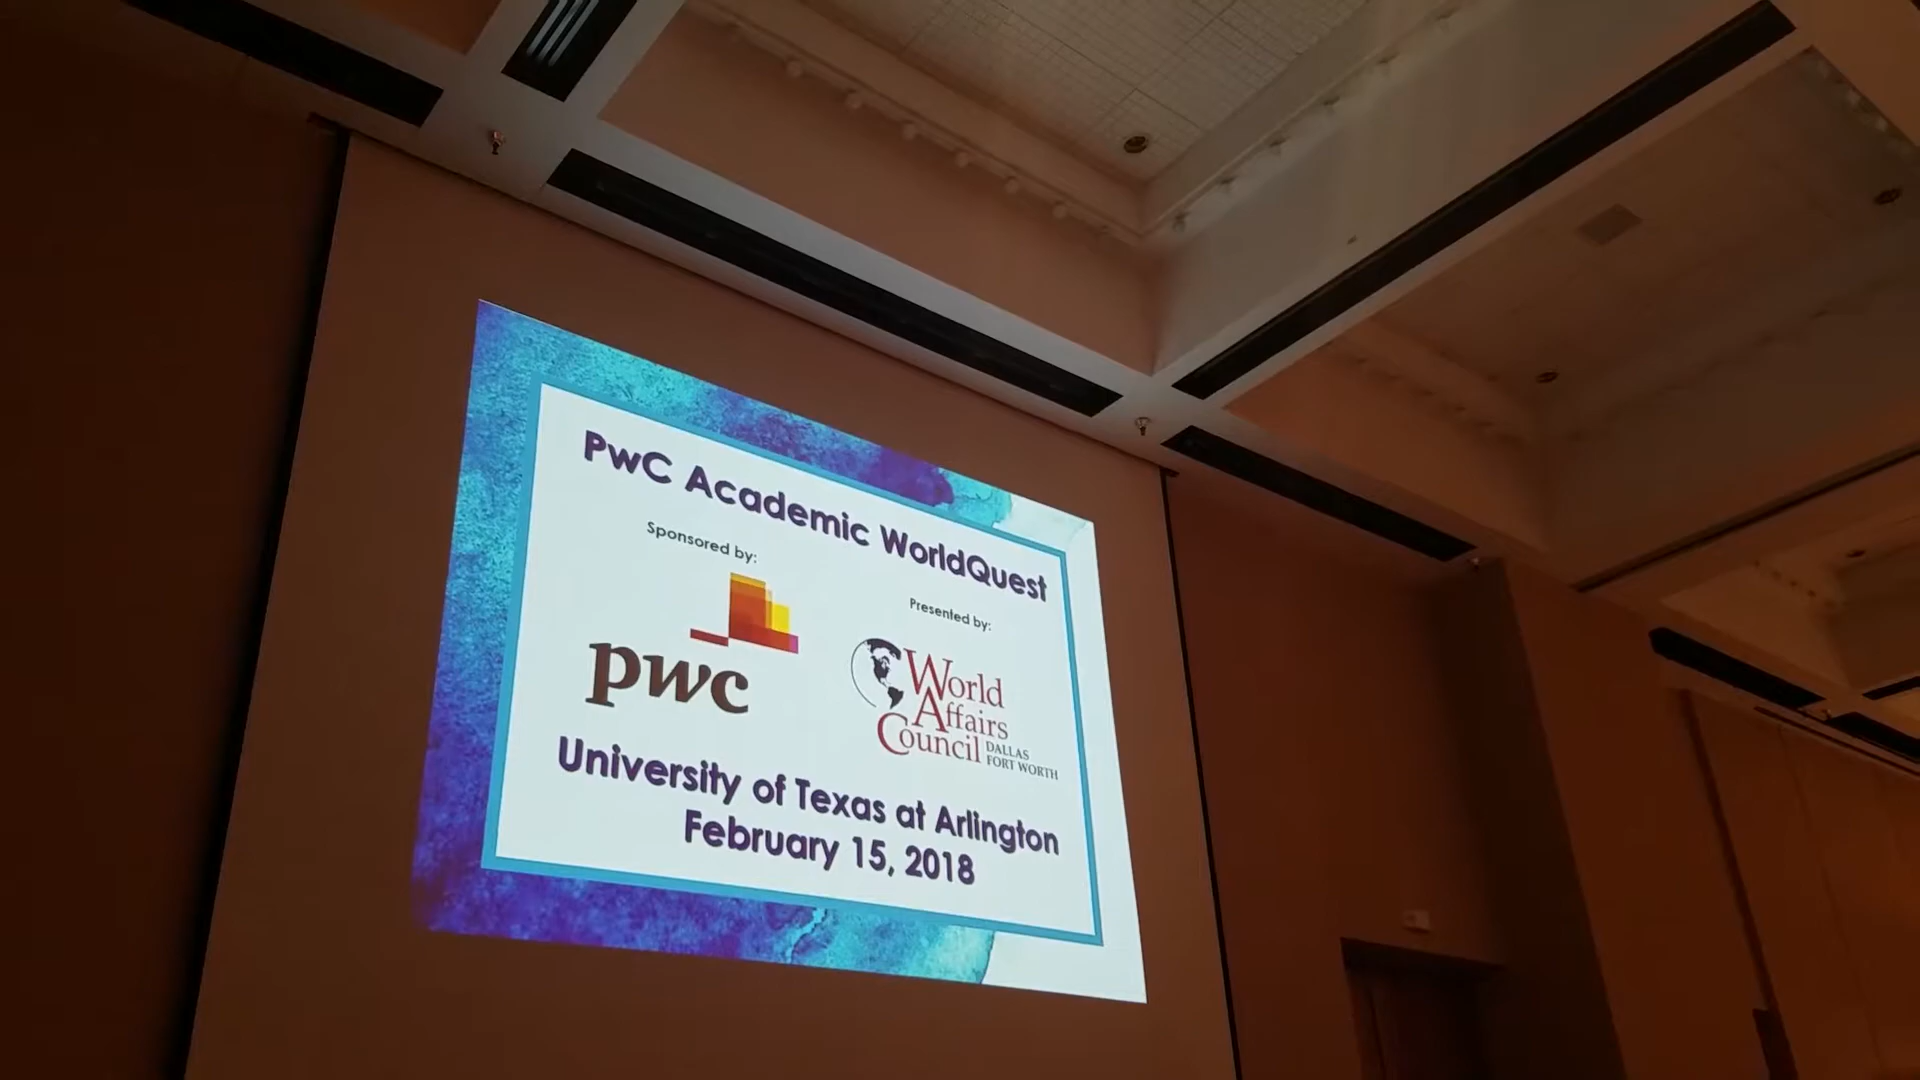 PwC Academic WorldQuest
Sponsored by:
pwc
Presented by:
World
Affairs
Council DALLAS
FORT WORTH
University of Texas at Arlington
February 15, 2018